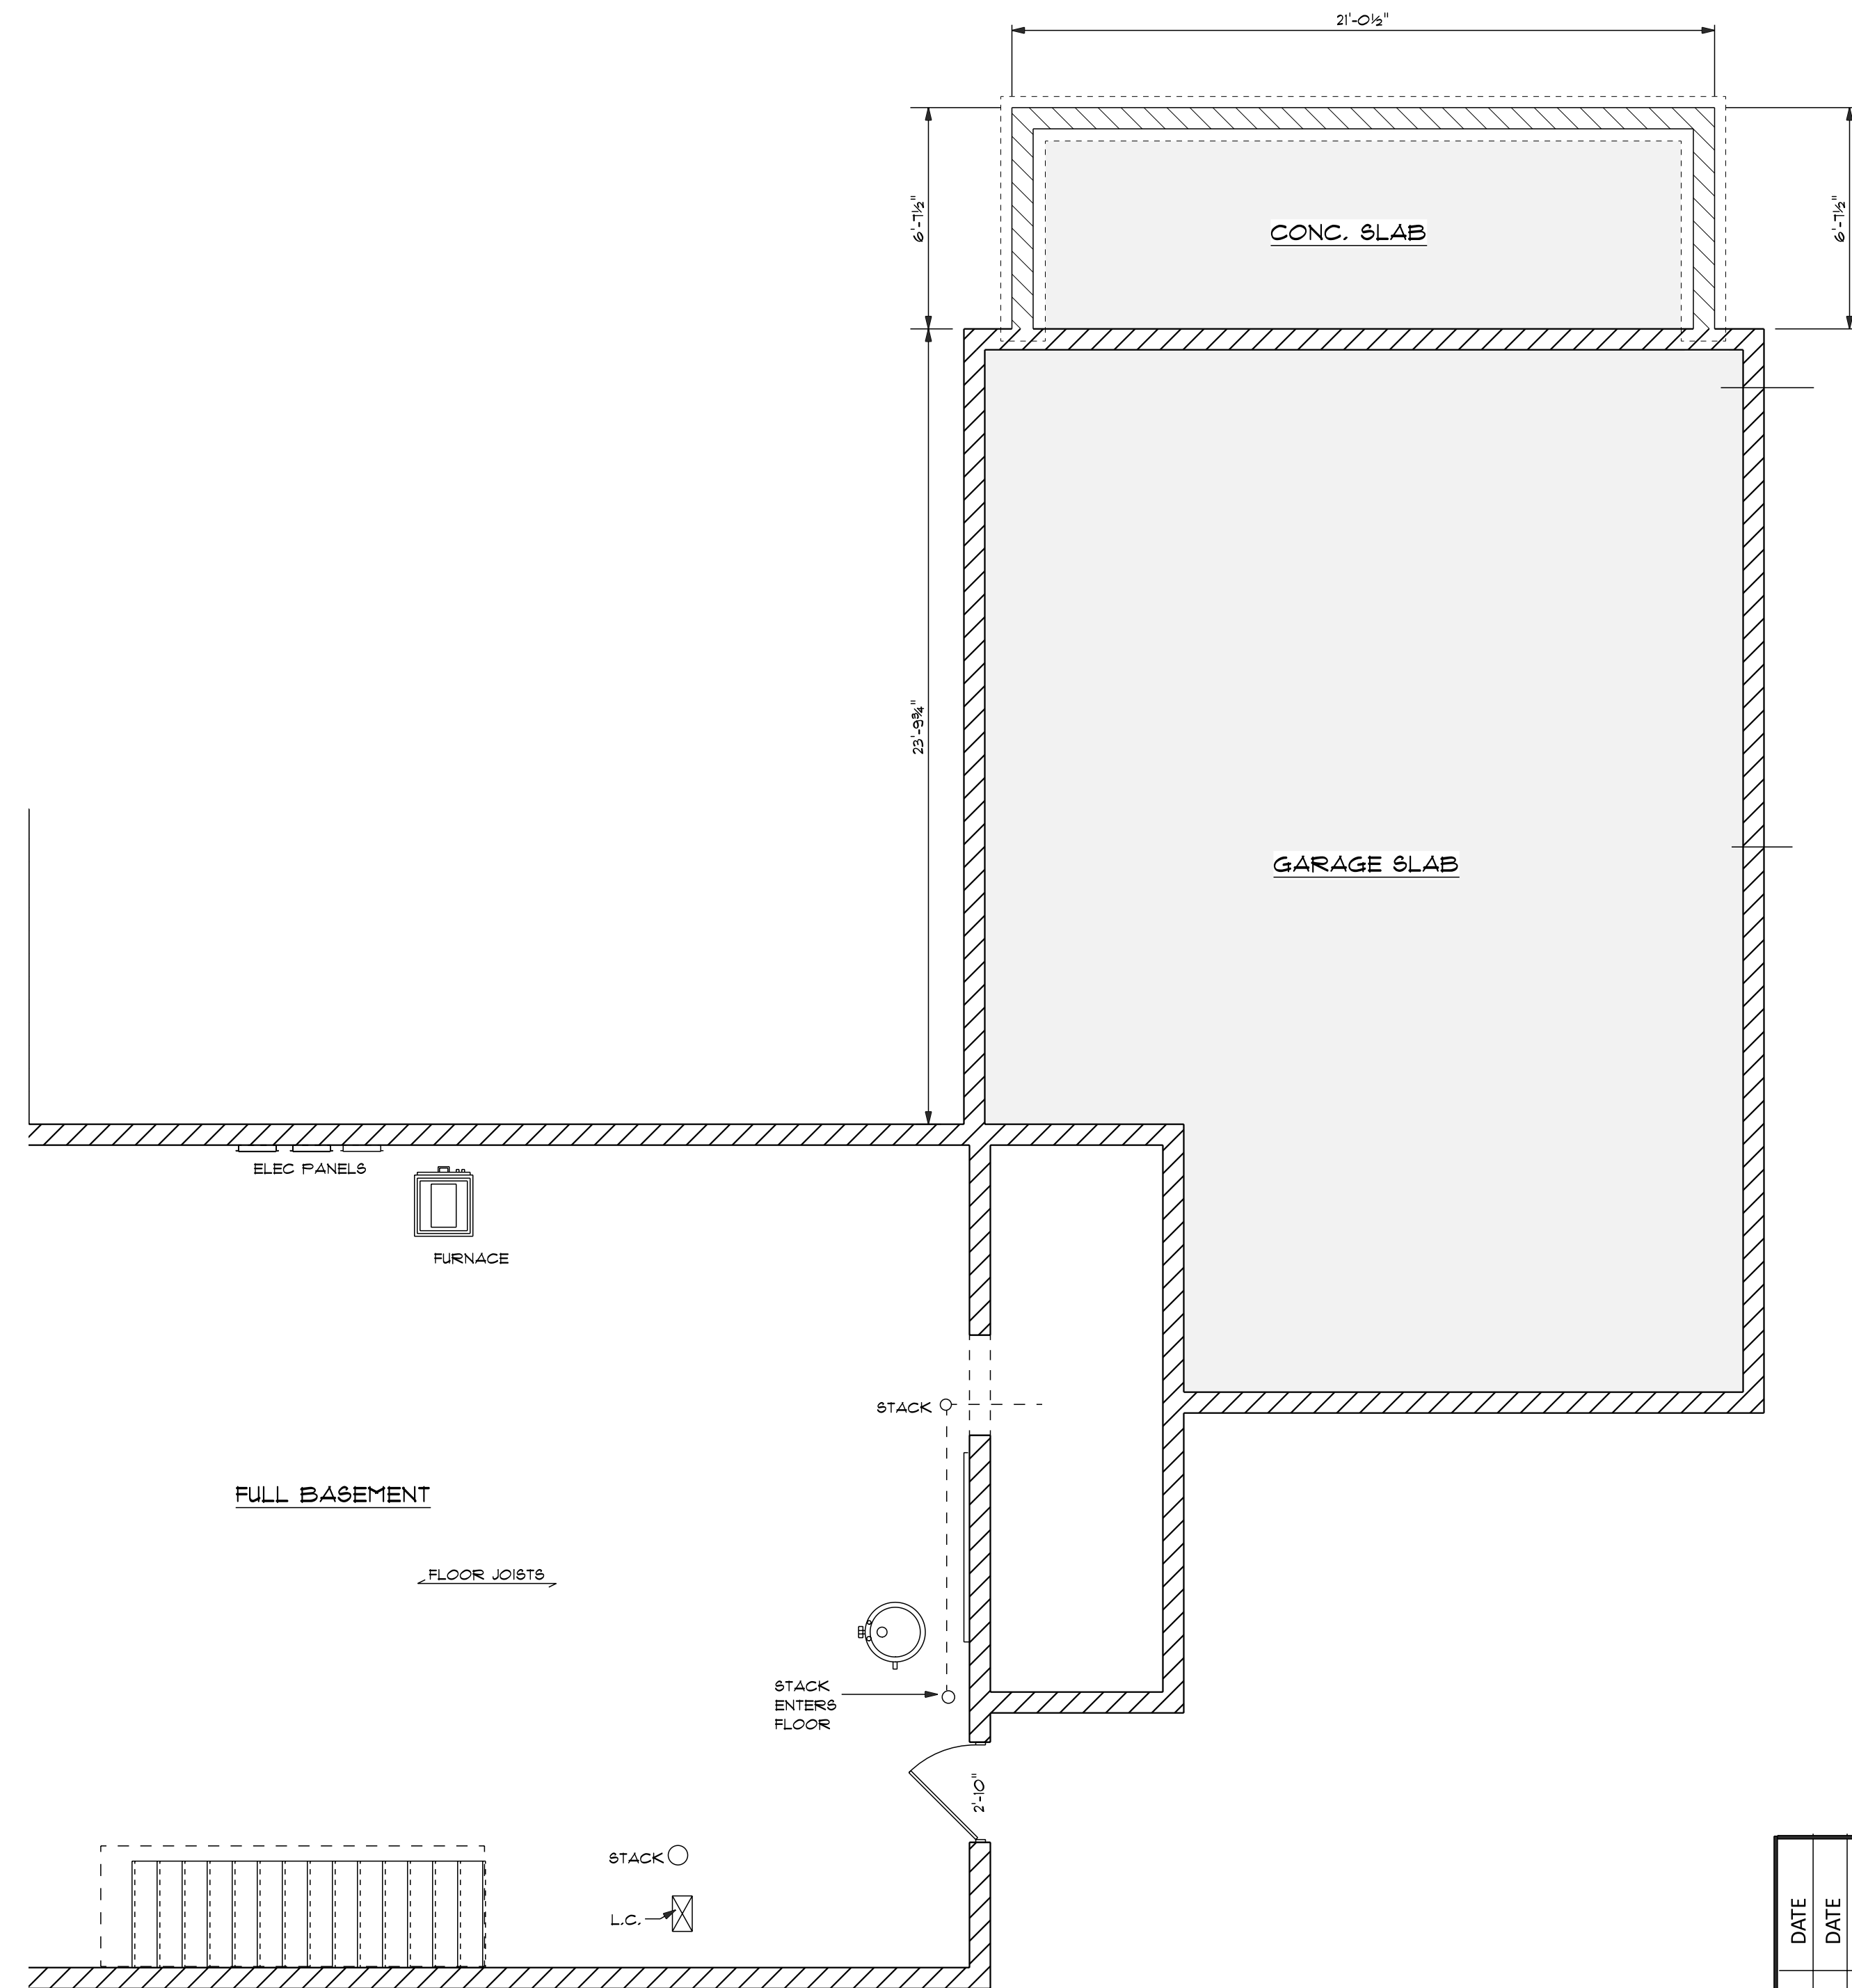 21'-0½"
6'-7½"
6'-7½"
CONC. SLAB
23'-9¾"
GARAGE SLAB
ELEC PANELS
FURNACE
STACK
FULL BASEMENT
FLOOR JOISTS
STACK
ENTERS
FLOOR
2'-10"
STACK
L.C.
DATE
DATE